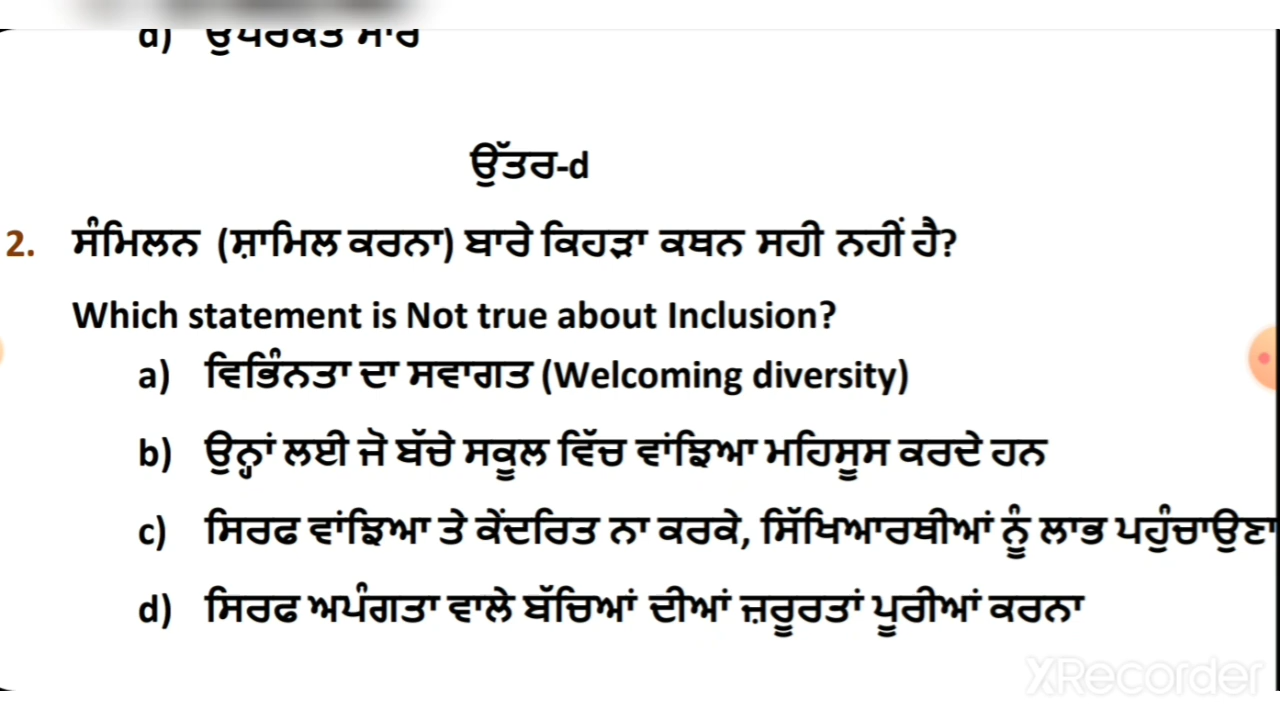 d) ਉਪਰੋਕਤ ਸਾਰੇ
ਉੱਤਰ-d
2. ਸੰਮਿਲਨ (ਸ਼ਾਮਿਲ ਕਰਨਾ) ਬਾਰੇ ਕਿਹੜਾ ਕਥਨ ਸਹੀ ਨਹੀਂ ਹੈ?
Which statement is Not true about Inclusion?
a) ਵਿਭਿੰਨਤਾ ਦਾ ਸਵਾਗਤ (Welcoming diversity)
b) ਉਨ੍ਹਾਂ ਲਈ ਜੋ ਬੱਚੇ ਸਕੂਲ ਵਿੱਚ ਵਾਂਝਿਆ ਮਹਿਸੂਸ ਕਰਦੇ ਹਨ
c) ਸਿਰਫ ਵਾਂਝਿਆ ਤੇ ਕੇਂਦਰਿਤ ਨਾ ਕਰਕੇ, ਸਿੱਖਿਆਰਥੀਆਂ ਨੂੰ ਲਾਭ ਪਹੁੰਚਾਉਣਾ
d) ਸਿਰਫ ਅਪੰਗਤਾ ਵਾਲੇ ਬੱਚਿਆਂ ਦੀਆਂ ਜ਼ਰੂਰਤਾਂ ਪੂਰੀਆਂ ਕਰਨਾ
XRecorder